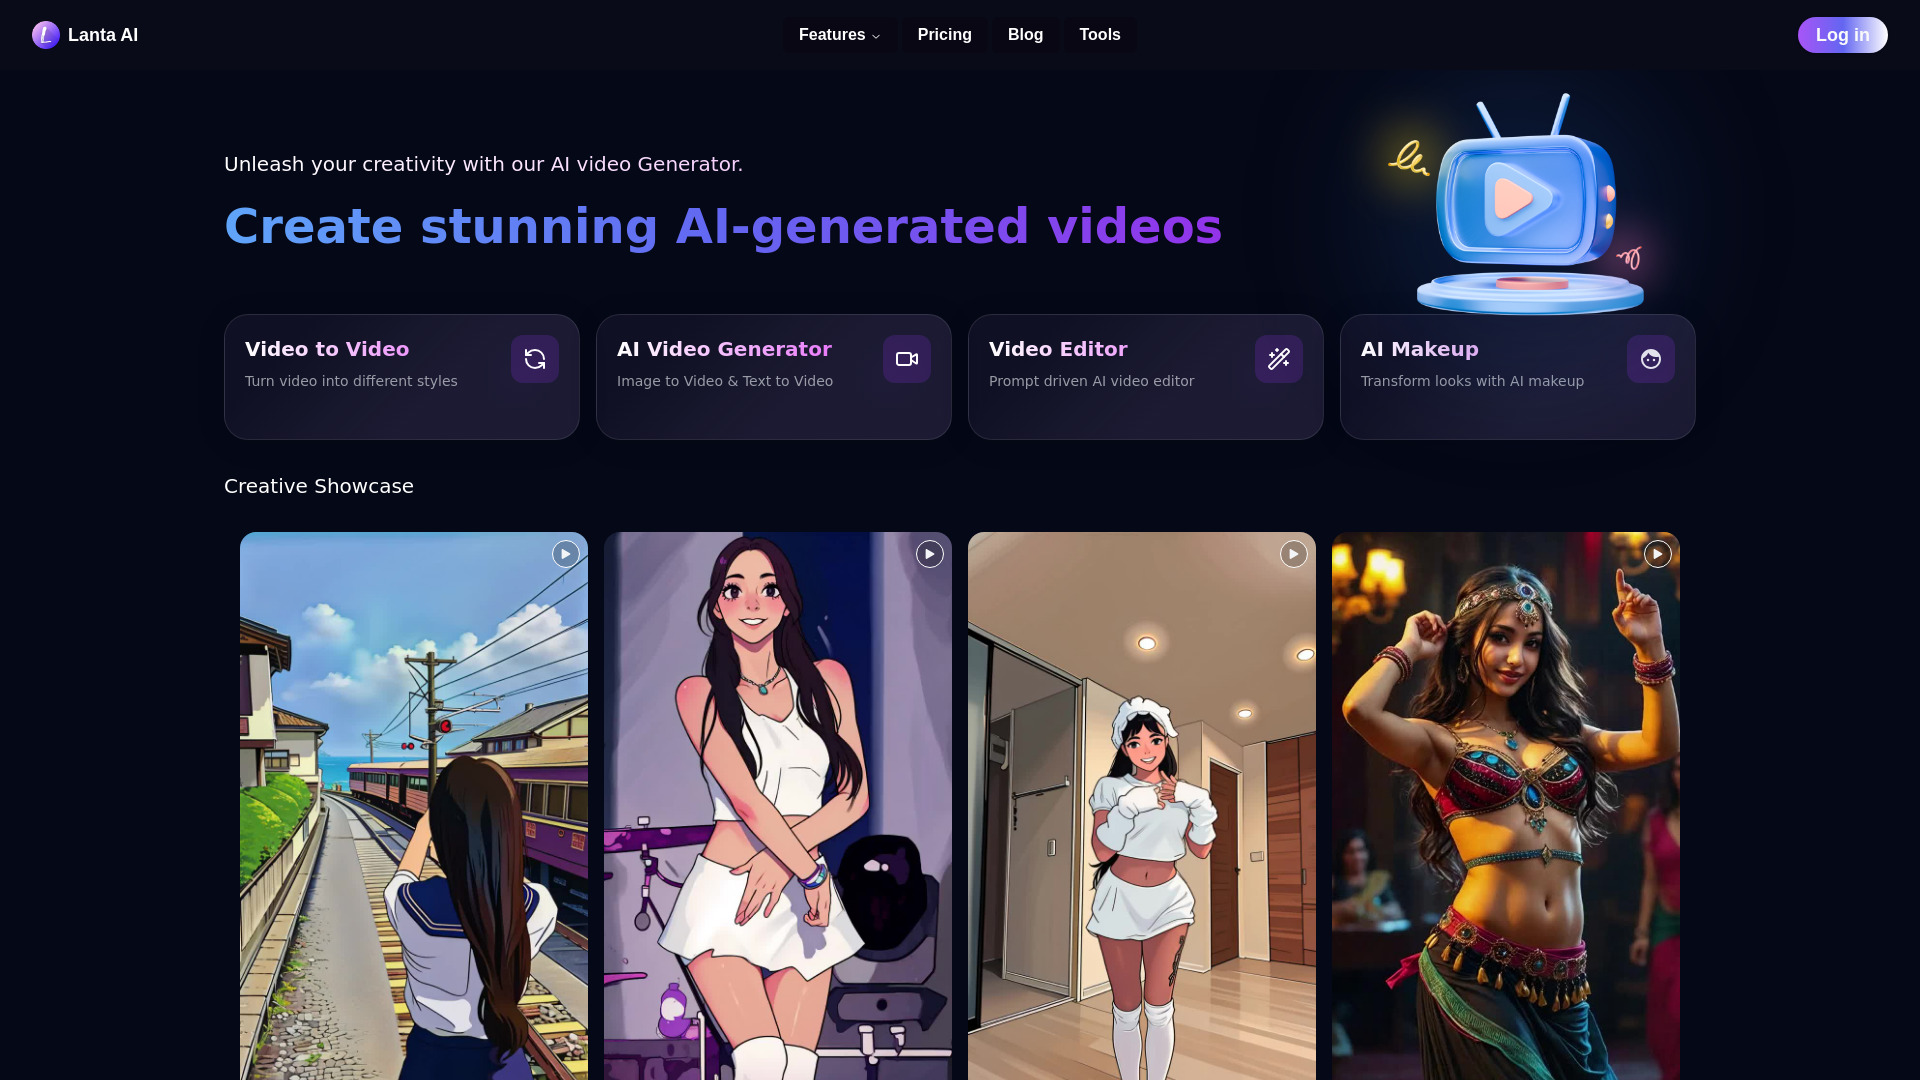 Lanta AI
Features
Pricing
Blog
Tools
Log in
Unleash your creativity with our AI video Generator.
Create stunning AI-generated videos
Video to Video
Turn video into different styles
AI Video Generator
Image to Video & Text to Video
Video Editor
Prompt driven AI video editor
AI Makeup
Transform looks with AI makeup
Creative Showcase